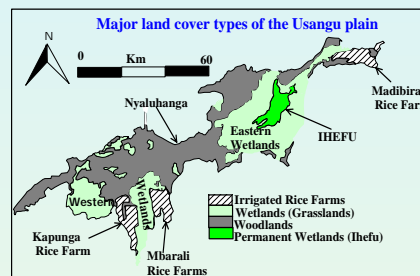 Major land cover types of the Usangu plain
N
0
Km
60
Madibira
Rice Far
Nyaluhanga
Eastern
Wetlands
IHEFU
Western
Wetlands
Irrigated Rice Farms
Wetlands (Grasslands)
Woodlands
Permanent Wetlands (Ihefu)
Kapunga
Rice Farm
Mbarali
Rice Farms